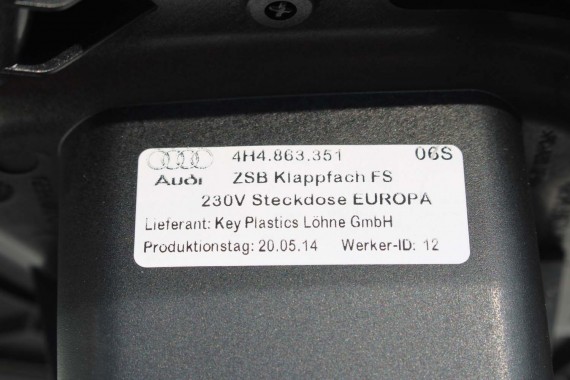 4H4.863.351 06S
Audi ZSB Klappfach FS
230V Steckdose EUROPA
Lieferant: Key Plastics Löhne GmbH
Produktionstag: 20.05.14 Werker-ID: 12